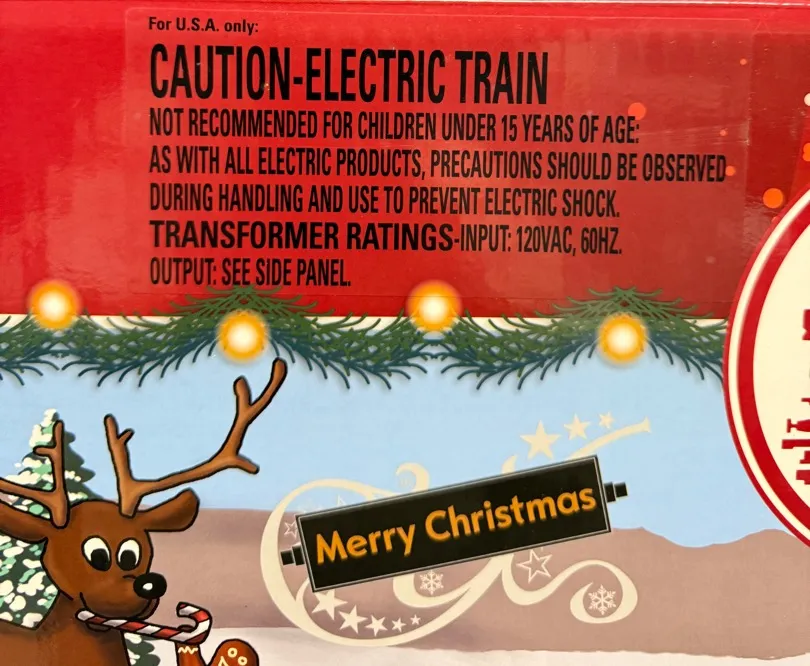 For U.S.A. only:
CAUTION-ELECTRIC TRAIN
NOT RECOMMENDED FOR CHILDREN UNDER 15 YEARS OF AGE:
AS WITH ALL ELECTRIC PRODUCTS, PRECAUTIONS SHOULD BE OBSERVED
DURING HANDLING AND USE TO PREVENT ELECTRIC SHOCK.
TRANSFORMER RATINGS-INPUT: 120VAC, 60HZ.
OUTPUT: SEE SIDE PANEL.
Merry Christmas